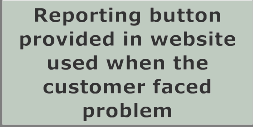 Reporting button
provided in website
used when the
customer faced
problem